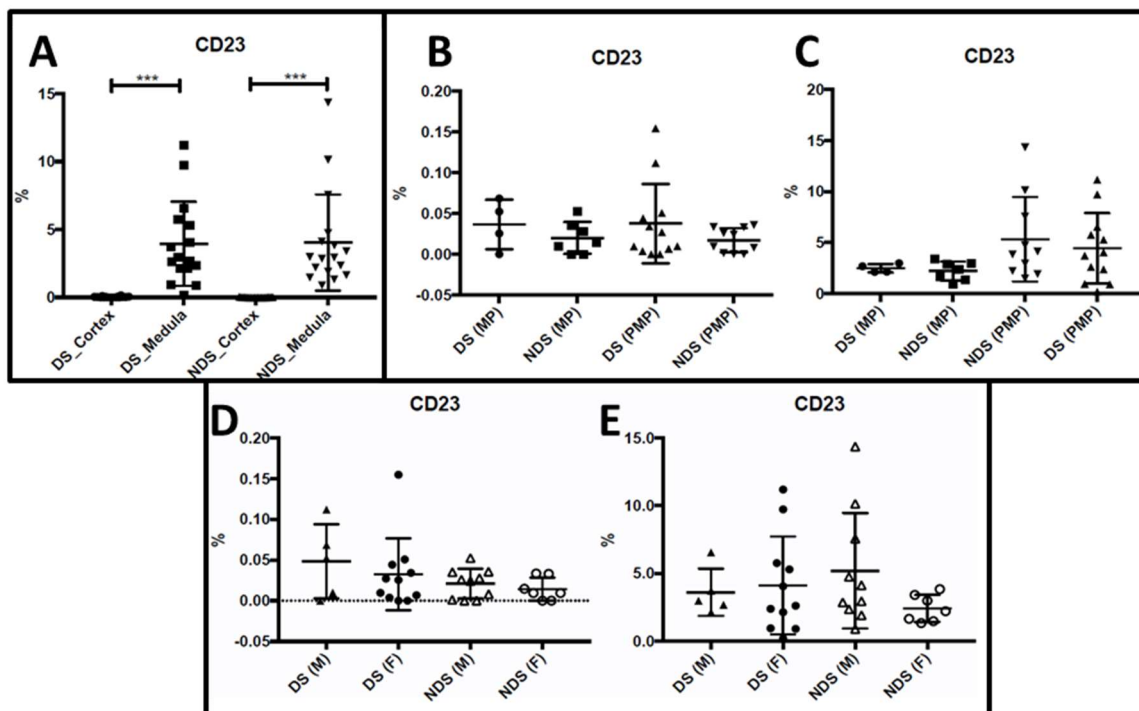 A
CD23
***
***
15
10
5
0
%
DS_Cortex
DS_Medula
NDS_Cortex
NDS_Medula
B
CD23
0.20
0.15
0.10
0.05
0.00
-0.05
%
DS (MP)
NDS (MP)
DS (PMP)
NDS (PMP)
C
CD23
20
15
10
5
0
%
DS (MP)
NDS (MP)
NDS (PMP)
DS (PMP)
D
CD23
0.20
0.15
0.10
0.05
0.00
-0.05
%
DS (M)
DS (F)
NDS (M)
NDS (F)
E
CD23
15.0
10.0
5.0
0.0
%
DS (M)
DS (F)
NDS (M)
NDS (F)